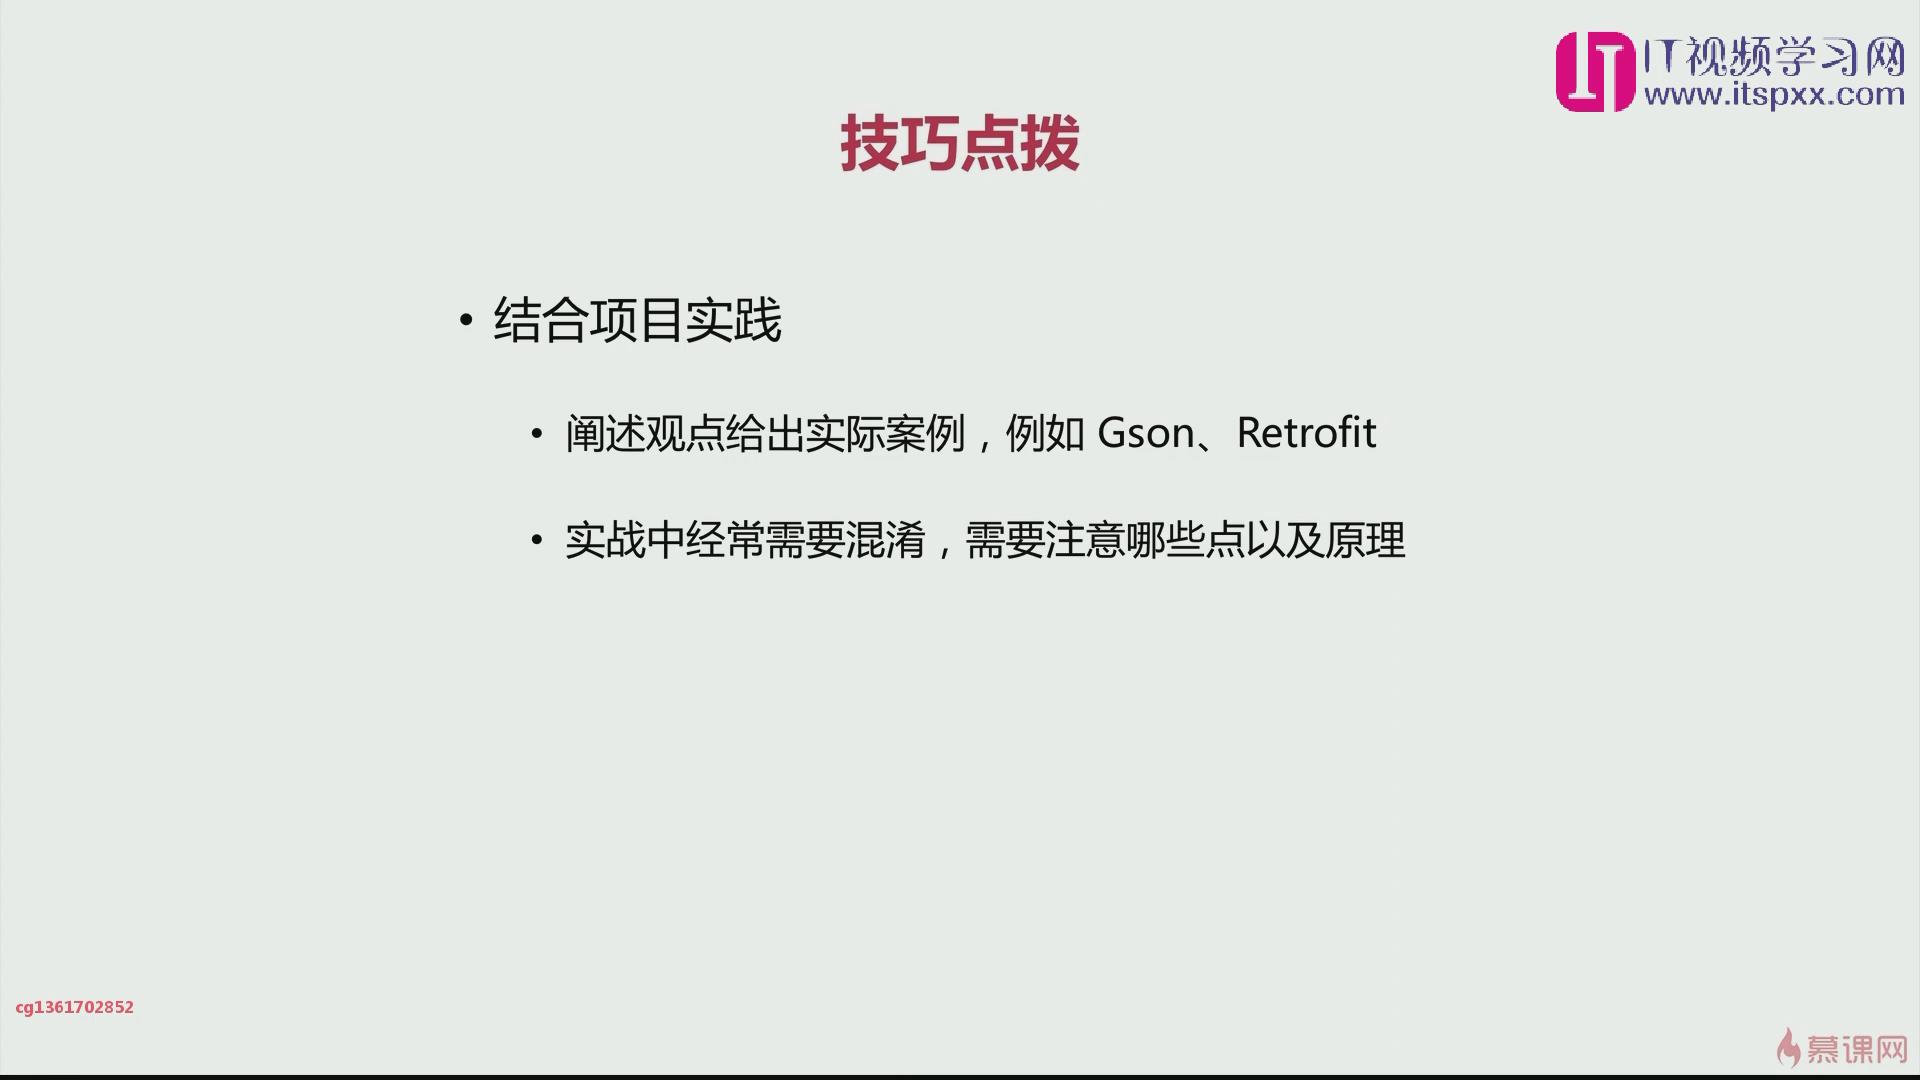 IT视频学习网
www.itspxx.com
技巧点拨
• 结合项目实践
• 阐述观点给出实际案例，例如 Gson、Retrofit
• 实战中经常需要混淆，需要注意哪些点以及原理
cg1361702852
慕课网